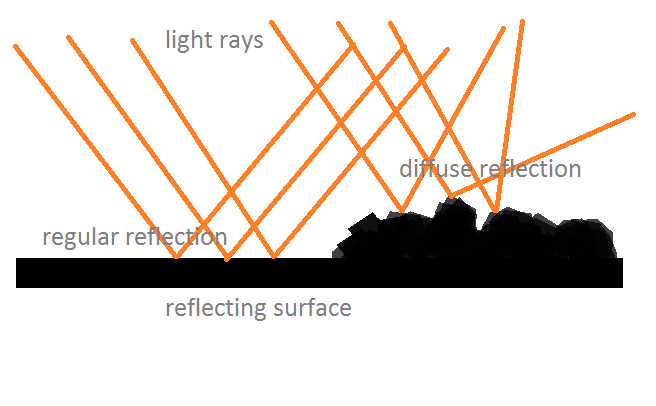 light rays
diffuse reflection
regular reflection
reflecting surface